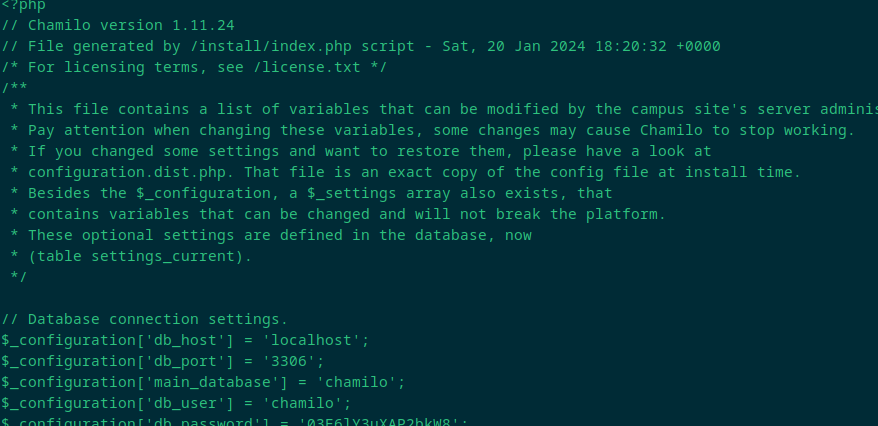 <?php
// Chamilo version 1.11.24
// File generated by /install/index.php script - Sat, 20 Jan 2024 18:20:32 +0000
/* For licensing terms, see /license.txt */
/**
 * This file contains a list of variables that can be modified by the campus site's server adminis
 * Pay attention when changing these variables, some changes may cause Chamilo to stop working.
 * If you changed some settings and want to restore them, please have a look at
 * configuration.dist.php. That file is an exact copy of the config file at install time.
 * Besides the $_configuration, a $_settings array also exists, that
 * contains variables that can be changed and will not break the platform.
 * These optional settings are defined in the database, now
 * (table settings_current).
 */

// Database connection settings.
$_configuration['db_host'] = 'localhost';
$_configuration['db_port'] = '3306';
$_configuration['main_database'] = 'chamilo';
$_configuration['db_user'] = 'chamilo';
$_configuration['db_password'] =